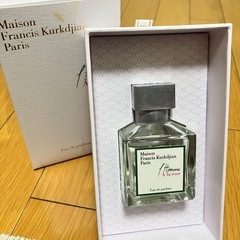 Maison
Francis Kurkdjian
Paris
Eau de parfum
Maison
Francis Kurkdjian
Paris
l'Homme
À la rose
Eau de parfum